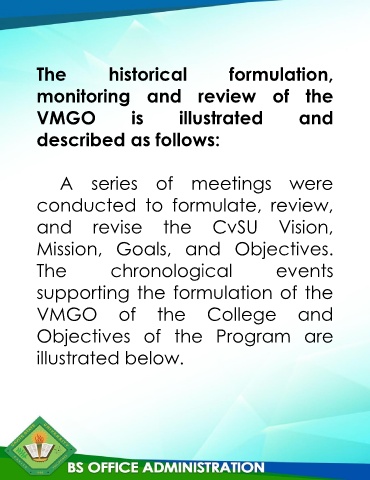 The historical formulation,
monitoring and review of the
VMGO is illustrated and
described as follows:
A series of meetings were
conducted to formulate, review,
and revise the CvSU Vision,
Mission, Goals, and Objectives.
The chronological events
supporting the formulation of the
VMGO of the College and
Objectives of the Program are
illustrated below.
BS OFFICE ADMINISTRATION